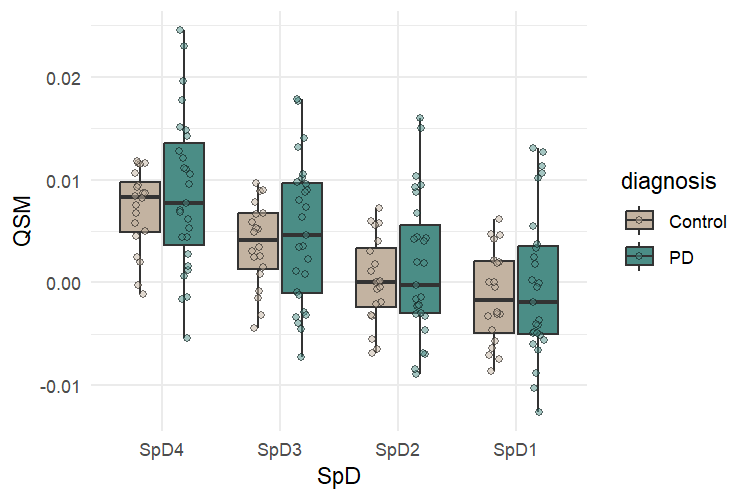 QSM
0.02
0.01
0.00
-0.01
SpD4 SpD3 SpD2 SpD1
SpD
diagnosis
Control
PD